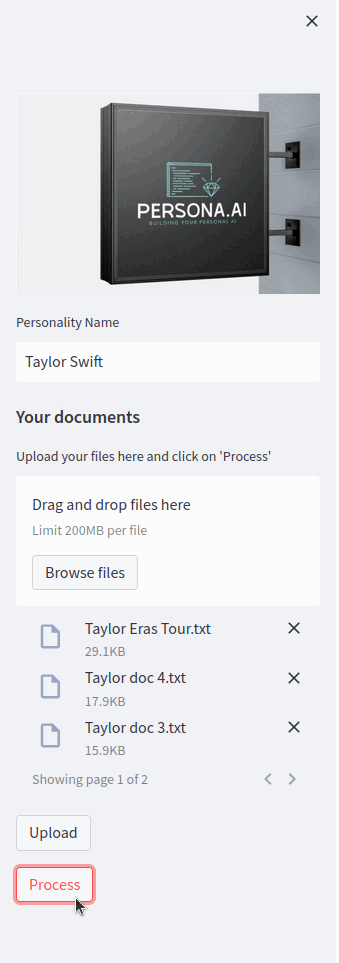 PERSONA.AI
BUILDING YOUR PERSONAL AI
Personality Name
Taylor Swift
Your documents
Upload your files here and click on 'Process'
Drag and drop files here
Limit 200MB per file
Browse files
Taylor Eras Tour.txt
29.1KB
Taylor doc 4.txt
17.9KB
Taylor doc 3.txt
15.9KB
Showing page 1 of 2
Upload
Process